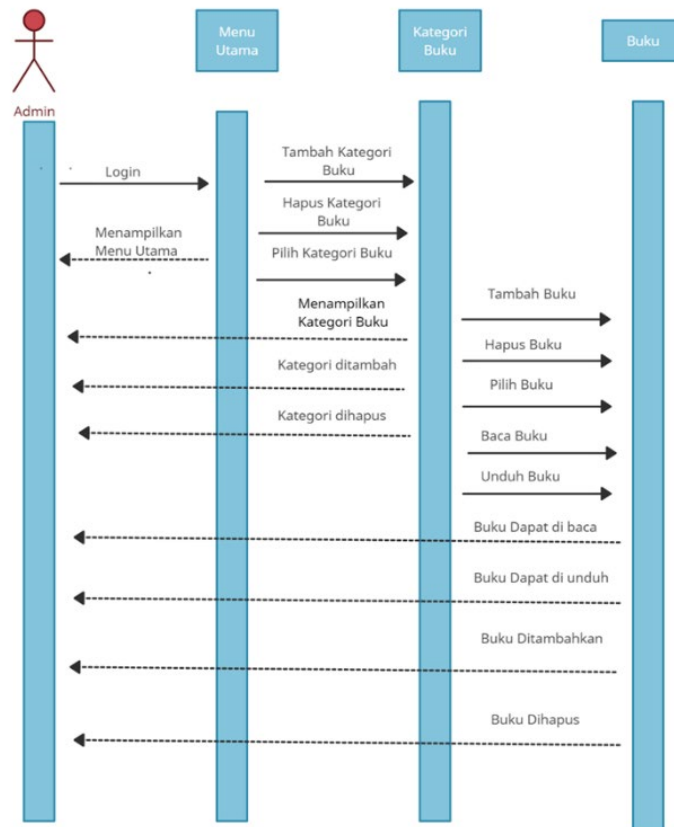 Menu
Utama
Kategori
Buku
Buku
Admin
Login
Tambah Kategori
Buku
Hapus Kategori
Buku
Menampilkan
Menu Utama
Pilih Kategori Buku
Menampilkan
Kategori Buku
Tambah Buku
Hapus Buku
Kategori ditambah
Pilih Buku
Kategori dihapus
Baca Buku
Unduh Buku
Buku Dapat di baca
Buku Dapat di unduh
Buku Ditambahkan
Buku Dihapus